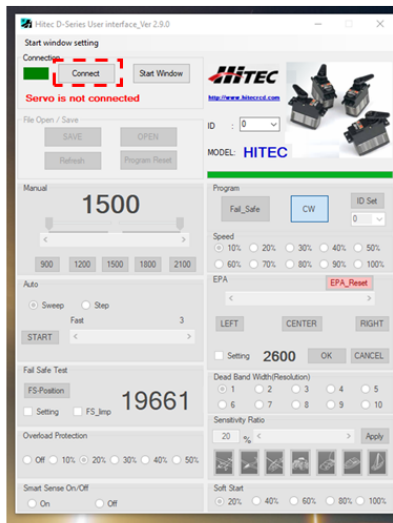 Hitec D-Series User interface_Ver 2.9.0
Start window setting
Connection
Connect
Start Window
Servo is not connected
HiTEC
http://www.hitecrcd.com
ID : 0
MODEL: HITEC
File Open / Save
SAVE
OPEN
Refresh
Program Reset
Manual
1500
900
1200
1500
1800
2100
Program
Fail_Safe
CW
ID Set
0
Speed
10% 20% 30% 40% 50%
60% 70% 80% 90% 100%
Auto
Sweep Step
Fast 3
START
EPA
EPA_Reset
LEFT
CENTER
RIGHT
Setting 2600 OK CANCEL
Fail Safe Test
FS-Position
Setting FS_limp
19661
Dead Band Width(Resolution)
1 2 3 4 5
6 7 8 9 10
Overload Protection
Off 10% 20% 30% 40% 50%
Sensitivity Ratio
20 % Apply
Smart Sense On/Off
On Off
Soft Start
20% 40% 60% 80% 100%